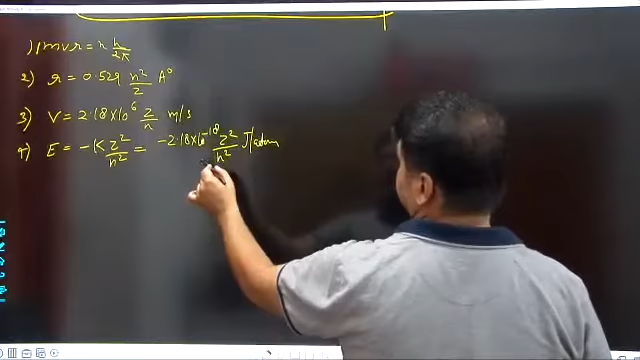 1) mvr = n h/2π
2) r = 0.529 n²/2 A°
3) V = 2.18×10⁶ Z/n m/s
4) E = -K Z²/n² = -2.18×10⁻¹⁸ Z²/n² J/atom